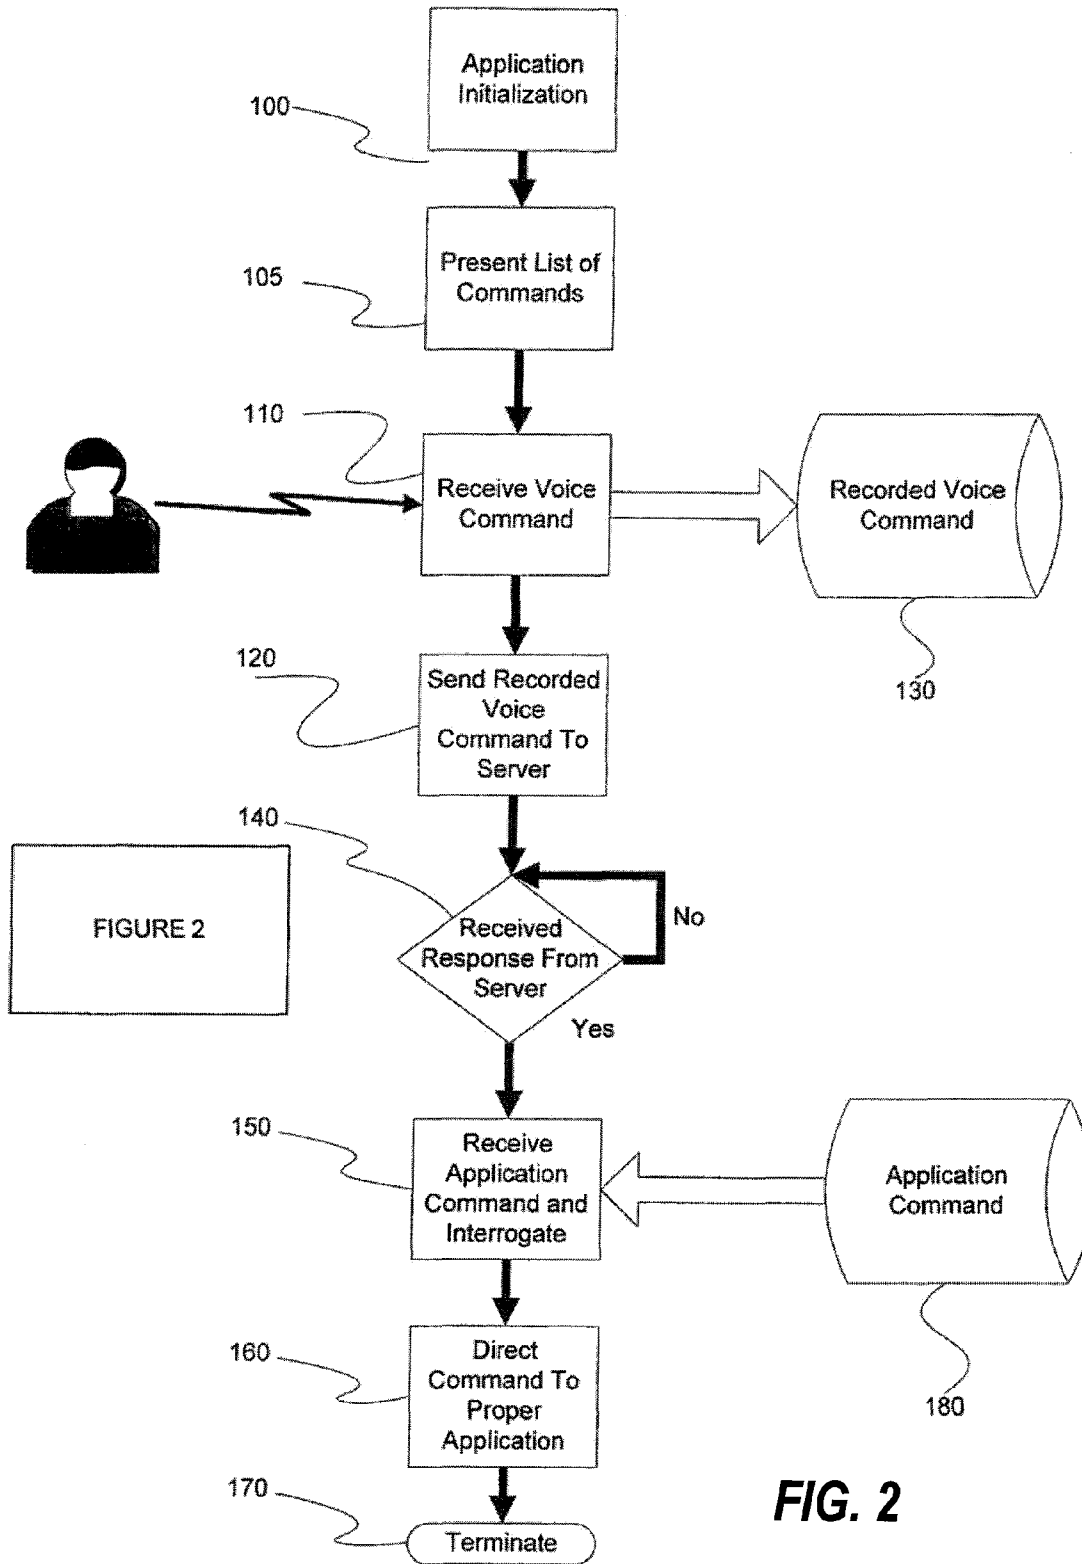 Application
Initialization
100
Present List of
Commands
105
110
Receive Voice
Command
Recorded Voice
Command
130
120
Send Recorded
Voice
Command To
Server
140
FIGURE 2
Received
Response From
Server
No
Yes
150
Receive
Application
Command and
Interrogate
Application
Command
180
160
Direct
Command To
Proper
Application
170
Terminate
FIG. 2